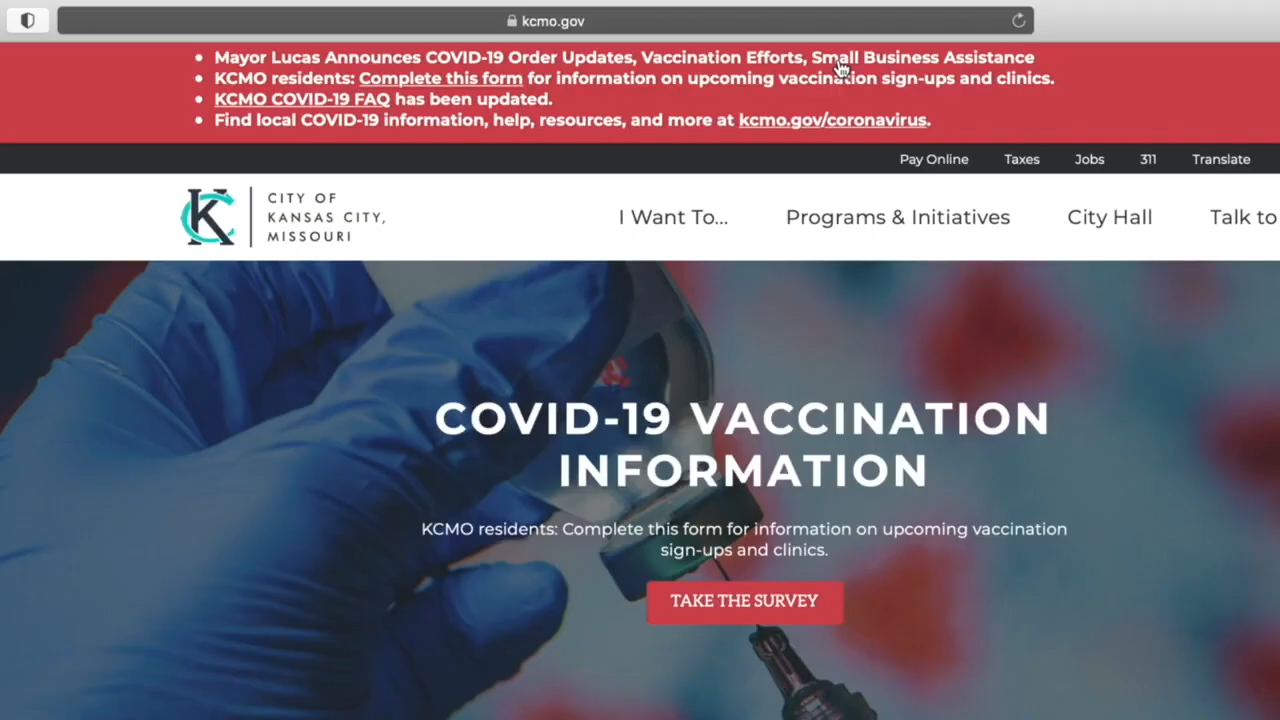 kcmo.gov
• Mayor Lucas Announces COVID-19 Order Updates, Vaccination Efforts, Small Business Assistance
• KCMO residents: Complete this form for information on upcoming vaccination sign-ups and clinics.
• KCMO COVID-19 FAQ has been updated.
• Find local COVID-19 information, help, resources, and more at kcmo.gov/coronavirus.
Pay Online Taxes Jobs 311 Translate
KC
CITY OF
KANSAS CITY,
MISSOURI
I Want To... Programs & Initiatives City Hall Talk to
COVID-19 VACCINATION
INFORMATION
KCMO residents: Complete this form for information on upcoming vaccination
sign-ups and clinics.
TAKE THE SURVEY